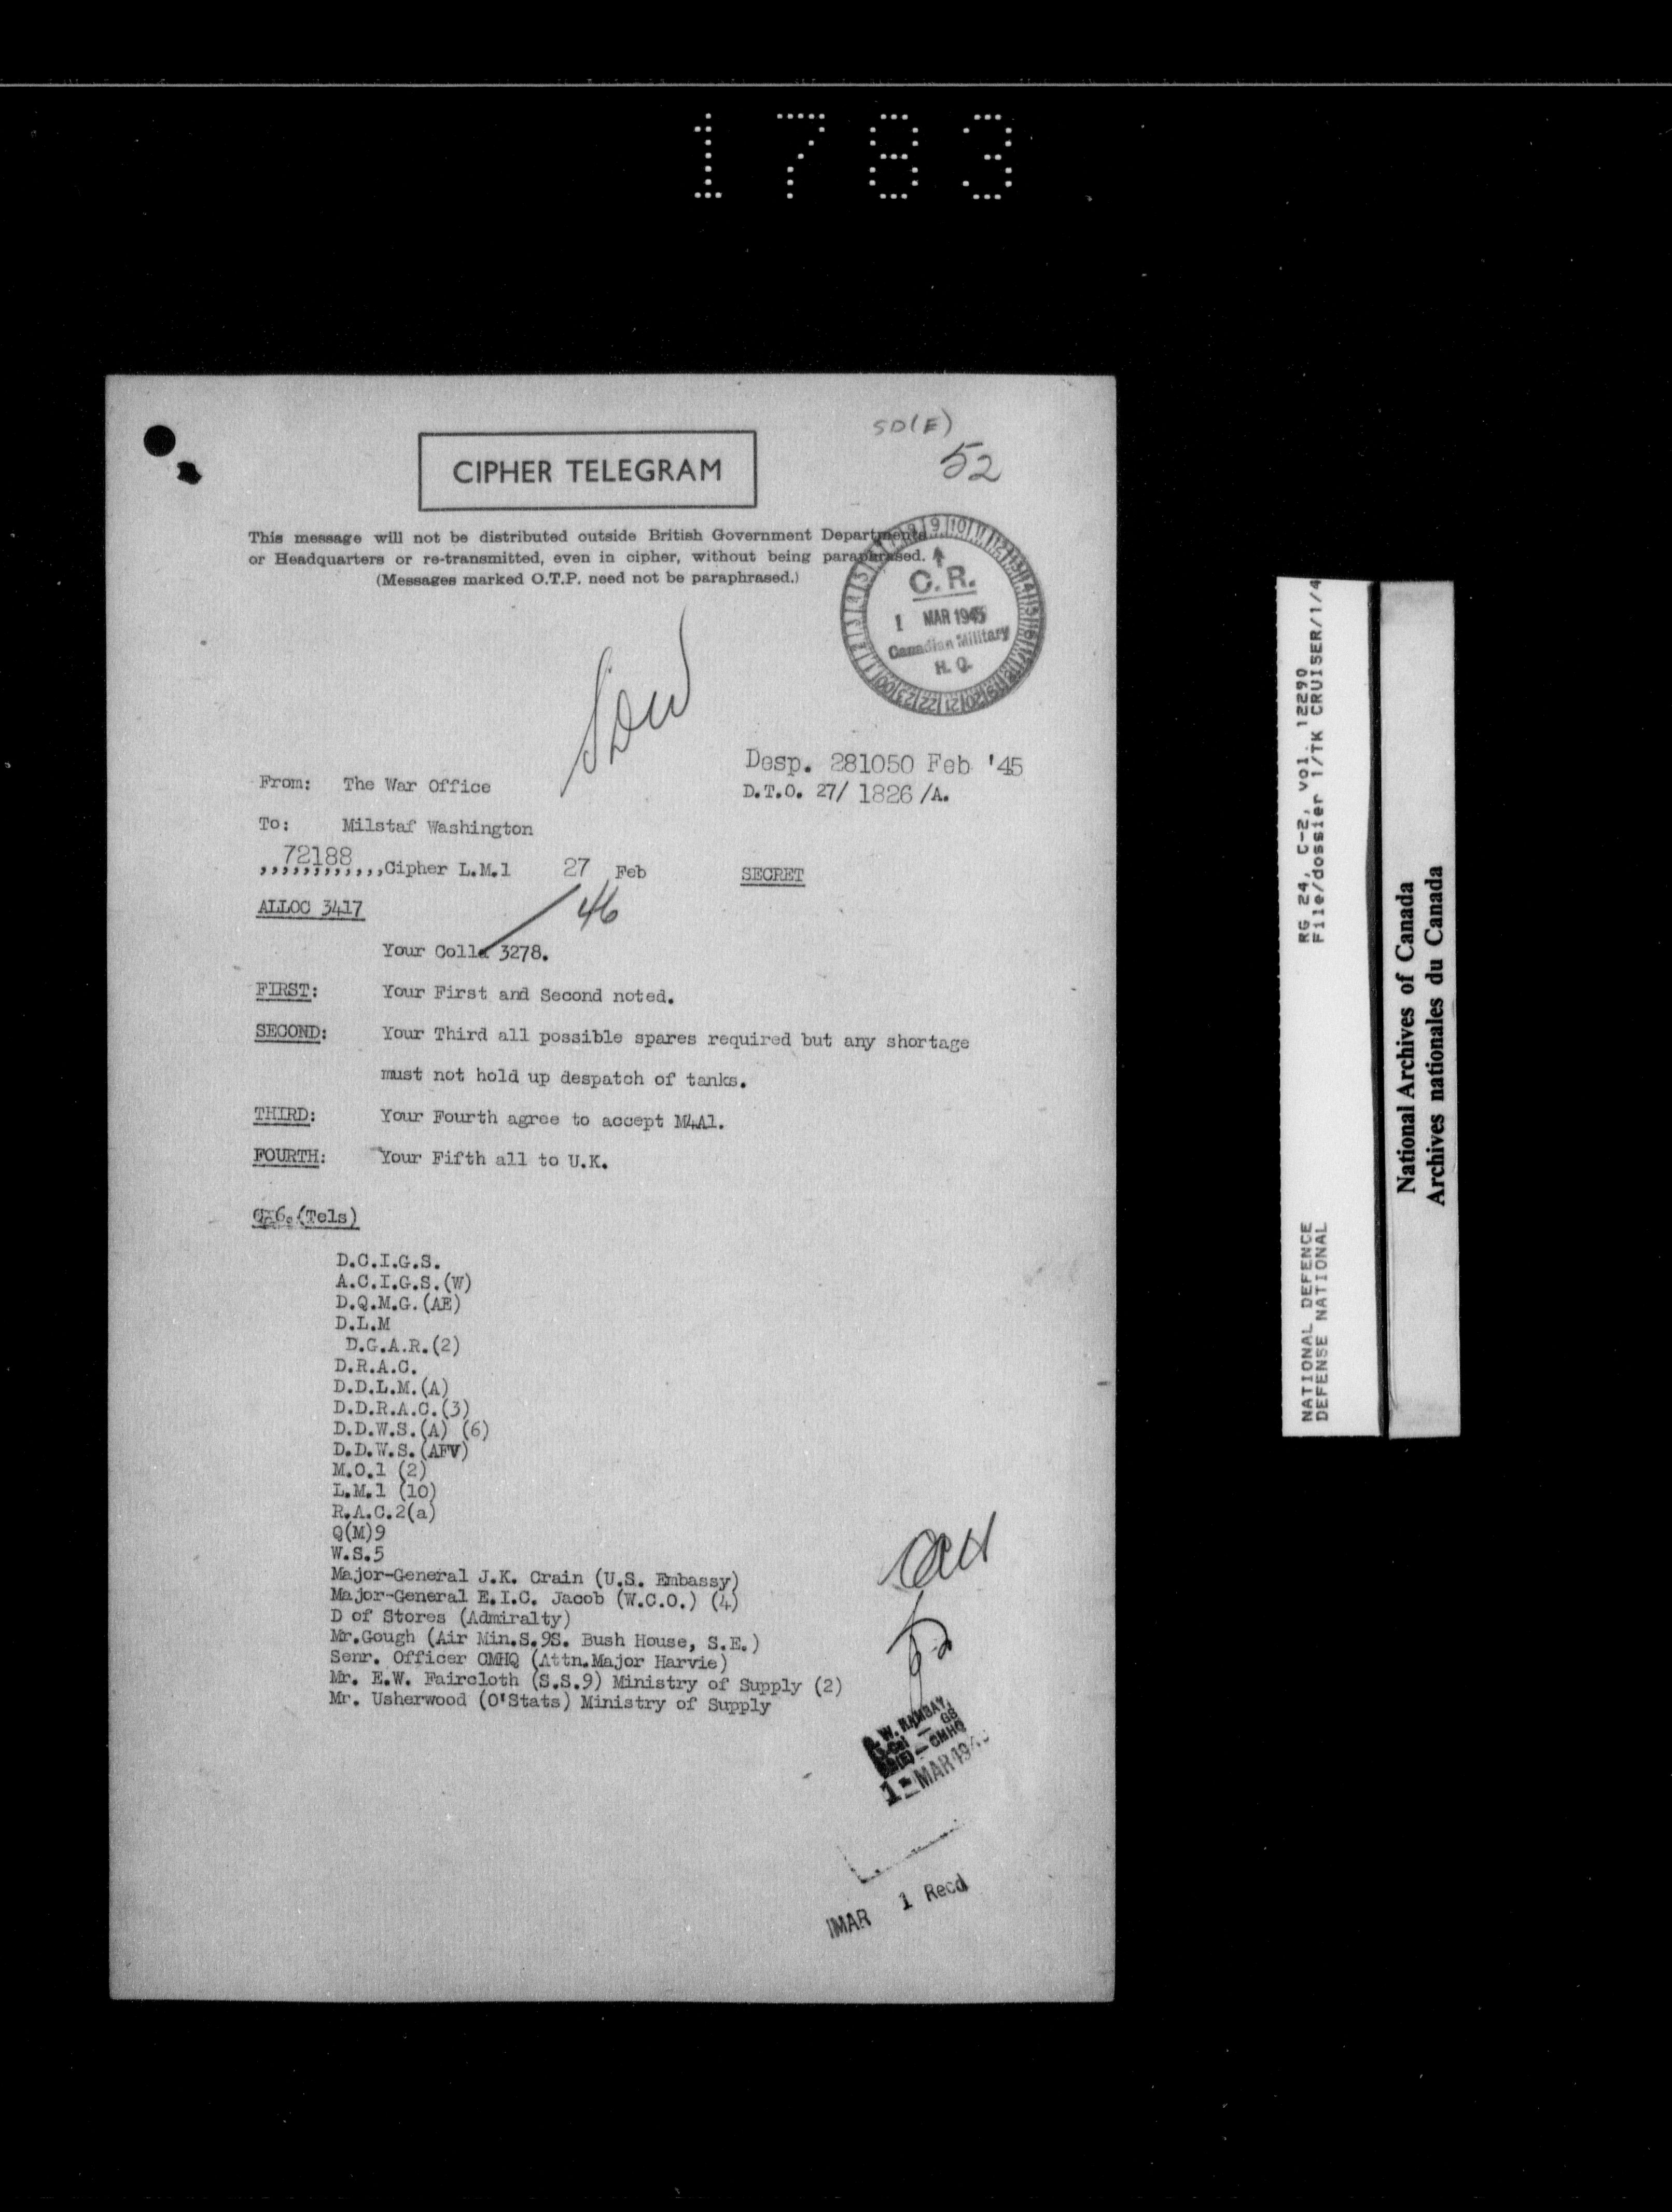 1783
SD(E)
52
CIPHER TELEGRAM
This message will not be distributed outside British Government Departments
or Headquarters or re-transmitted, even in cipher, without being paraphrased.
(Messages marked O.T.P. need not be paraphrased.)
C.R.
1 MAR 1945
Canadian Military
H. Q.
Desp. 281050 Feb '45
From: The War Office
D.T.O. 27/ 1826 /A.
To: Milstaf Washington
72188
,,,,,,,,,,,,Cipher L.M.1 27 Feb SECRET
ALLOC 3417
46
Your Colla 3278.
FIRST: Your First and Second noted.
SECOND: Your Third all possible spares required but any shortage
must not hold up despatch of tanks.
THIRD: Your Fourth agree to accept M4A1.
FOURTH: Your Fifth all to U.K.
(Tels)
D.C.I.G.S.
A.C.I.G.S.(W)
D.Q.M.G.(AE)
D.L.M
D.G.A.R.(2)
D.R.A.C.
D.D.L.M.(A)
D.D.R.A.C.(3)
D.D.W.S.(A) (6)
D.D.W.S.(AFV)
M.O.1 (2)
L.M.1 (10)
R.A.C.2(a)
Q(M)9
W.S.5
Major-General J.K. Crain (U.S. Embassy)
Major-General E.I.C. Jacob (W.C.O.) (4)
D of Stores (Admiralty)
Mr.Gough (Air Min.S.9S. Bush House, S.E.)
Senr. Officer CMHQ (Attn.Major Harvie)
Mr. E.W. Faircloth (S.S.9) Ministry of Supply (2)
Mr. Usherwood (O'Stats) Ministry of Supply
CMHQ
1 - MAR 194
1MAR 1 Recd
RG 24, C-2, vol. 12290
File/dossier 1/TK CRUISER/1/4
NATIONAL DEFENCE
DEFENSE NATIONAL
National Archives of Canada
Archives nationales du Canada